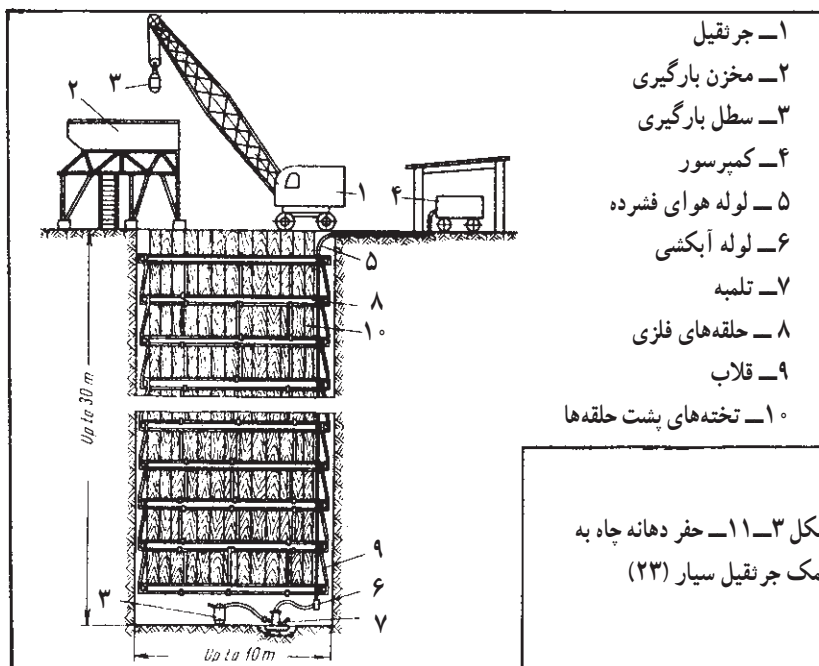 ۱ــ جرثقیل
۲ــ مخزن بارگیری
۳ــ سطل بارگیری
۴ــ کمپرسور
۵ ــ لوله هوای فشرده
۶ــ لوله آبکشی
۷ــ تلمبه
۸ ــ حلقه‌های فلزی
۹ــ قلاب
۱۰ــ تخته‌های پشت حلقه‌ها
کل ۳ــ۱۱ــ حفر دهانه چاه به
مک جرثقیل سیار (۲۳)
۳
۲
۱
۴
۵
۸
۱۰
Up to 30 m
۹
۶
۳
۷
Up to 10 m